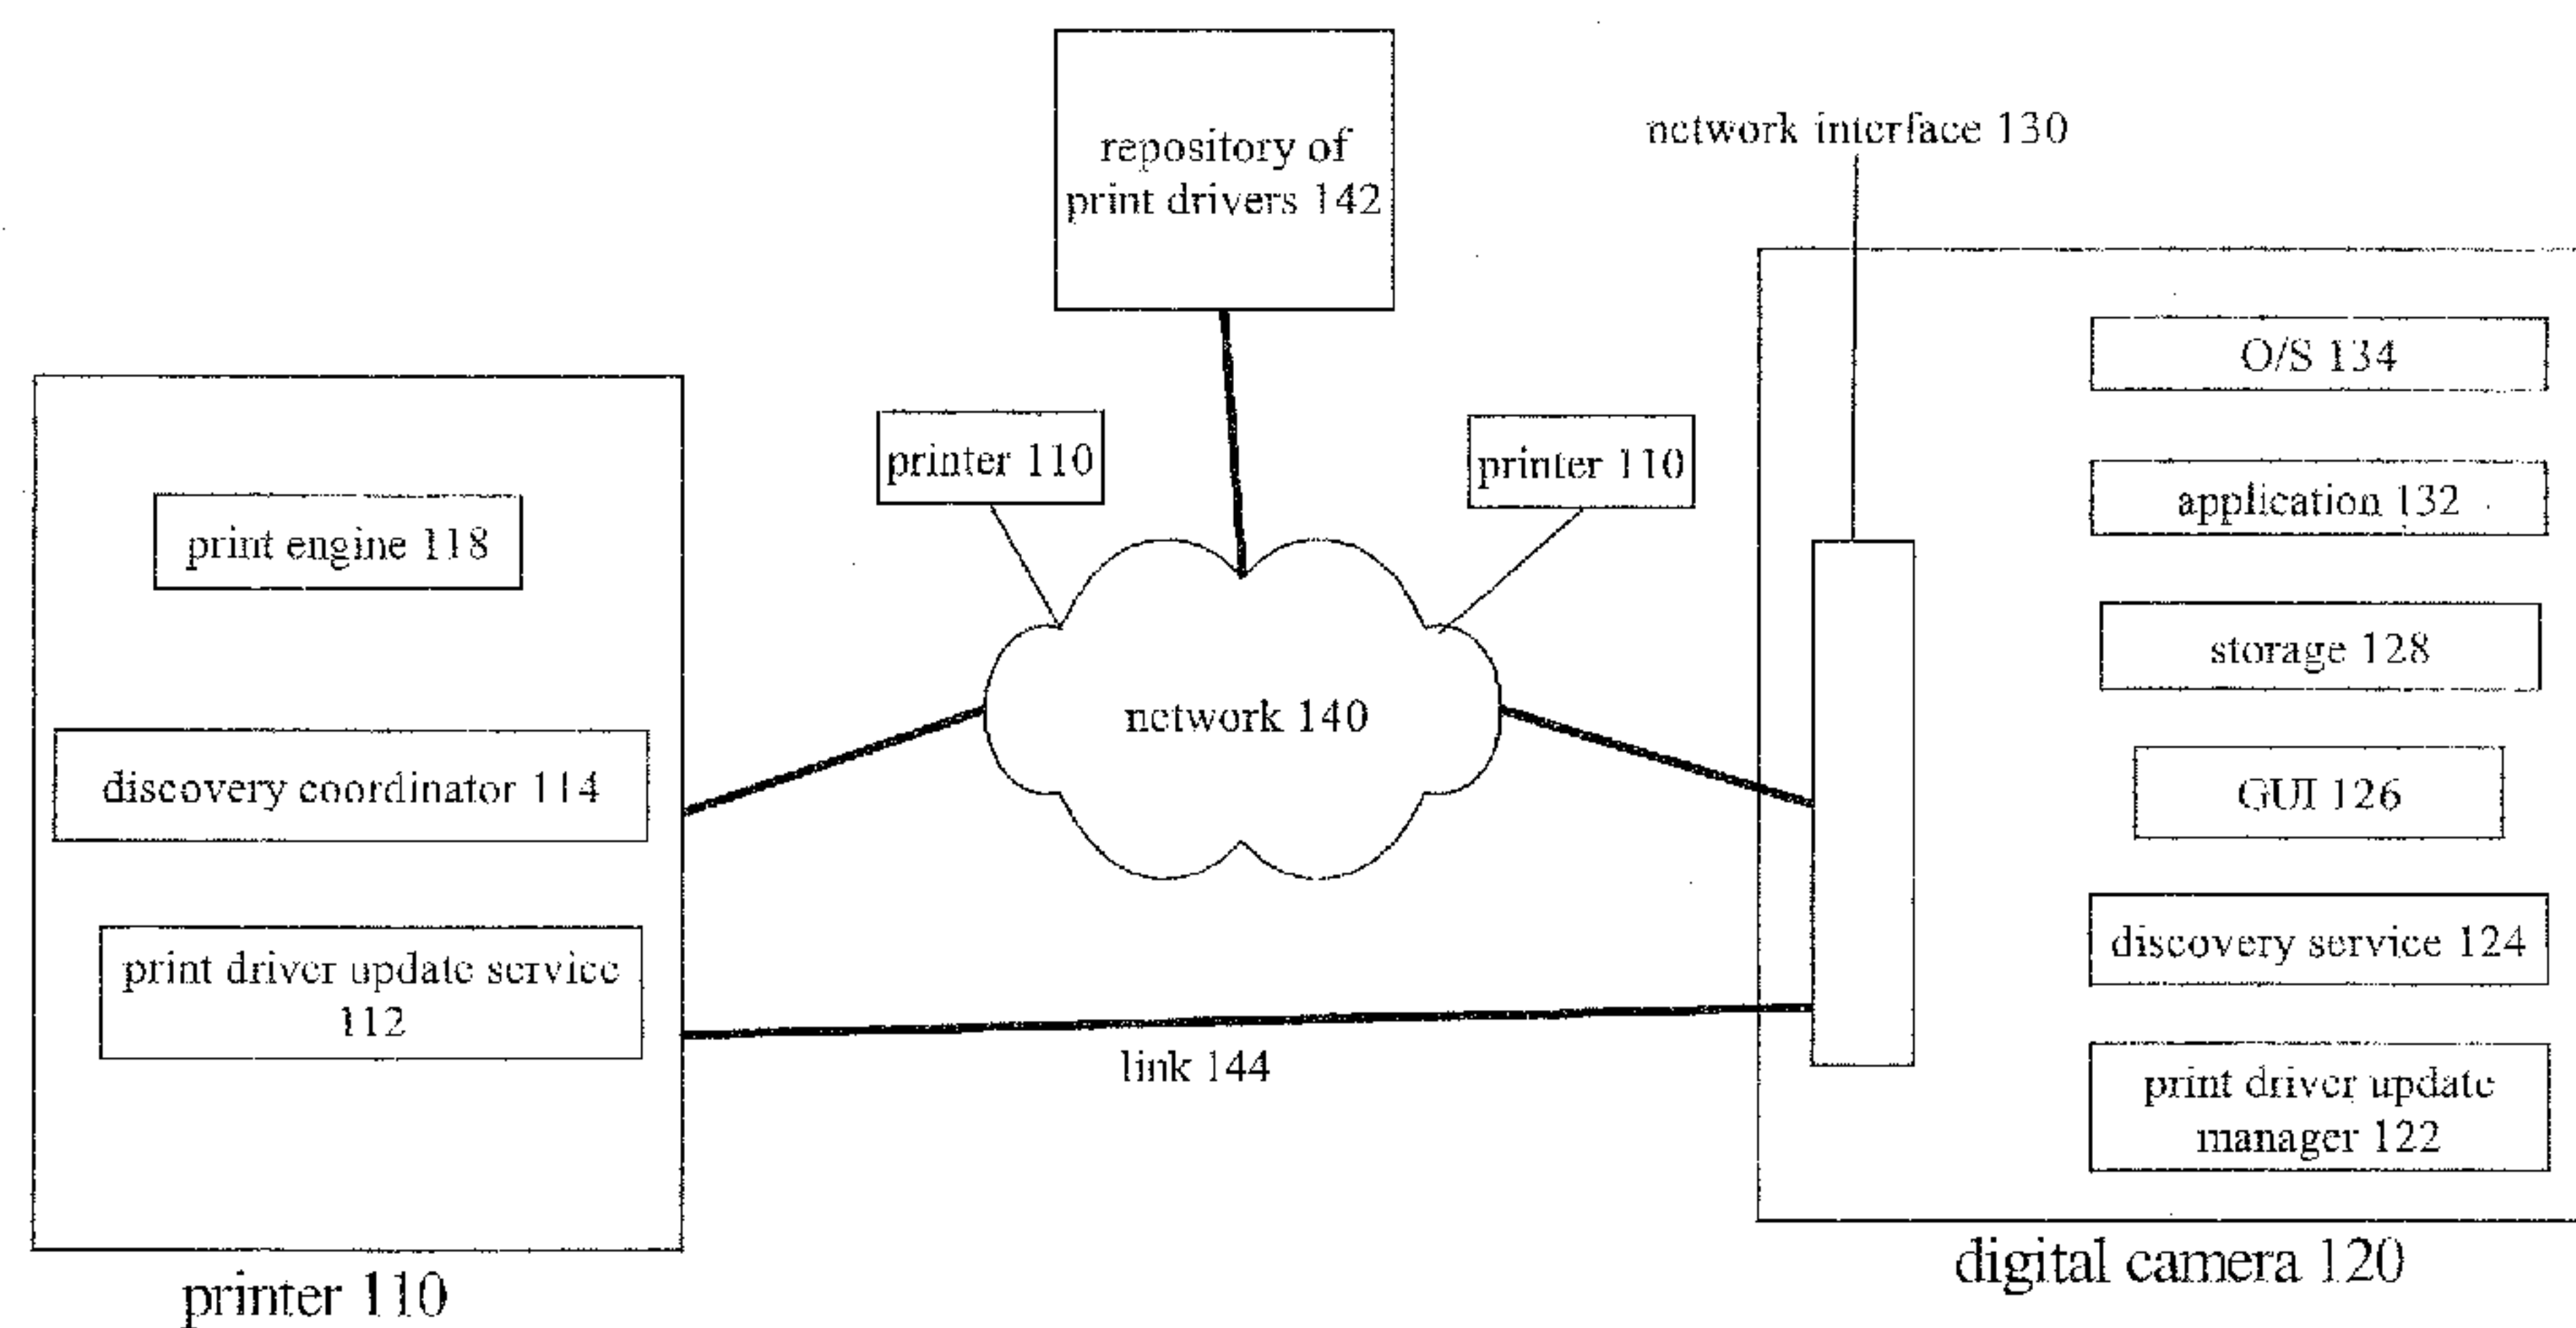 repository of
print drivers 142
network interface 130
printer 110
printer 110
print engine 118
discovery coordinator 114
print driver update service
112
printer 110
network 140
link 144
O/S 134
application 132
storage 128
GUI 126
discovery service 124
print driver update
manager 122
digital camera 120